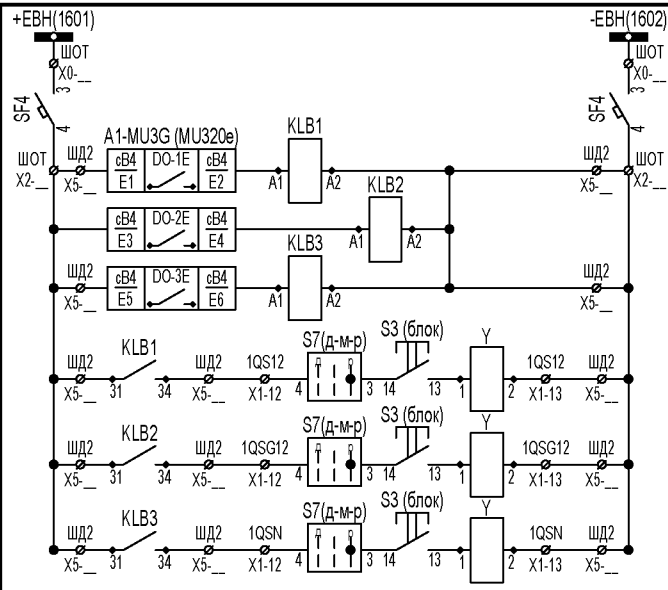 +ЕВН(1601) -ЕВН(1602)
ШОТ ШОТ
X0-__ X0-__
3 3
SF4 SF4
4 4
A1-MU3G (MU320e) KLB1
ШОТ ШД2 cB4 DO-1E cB4 ШД2 ШОТ
X2-__ X5-__ E1 E2 A1 A2 X5-__ X2-__
KLB2
cB4 DO-2E cB4
E3 E4 A1 A2
KLB3
ШД2 cB4 DO-3E cB4 ШД2
X5-__ E5 E6 A1 A2 X5-__
S7(д-м-р) S3 (блок) Y
ШД2 KLB1 ШД2 1QS12 1QS12 ШД2
X5-__ 31 34 X5-__ X1-12 4 3 14 13 1 2 X1-13 X5-__
S7(д-м-р) S3 (блок) Y
ШД2 KLB2 ШД2 1QSG12 1QSG12 ШД2
X5-__ 31 34 X5-__ X1-12 4 3 14 13 1 2 X1-13 X5-__
S7(д-м-р) S3 (блок) Y
ШД2 KLB3 ШД2 1QSN 1QSN ШД2
X5-__ 31 34 X5-__ X1-12 4 3 14 13 1 2 X1-13 X5-__